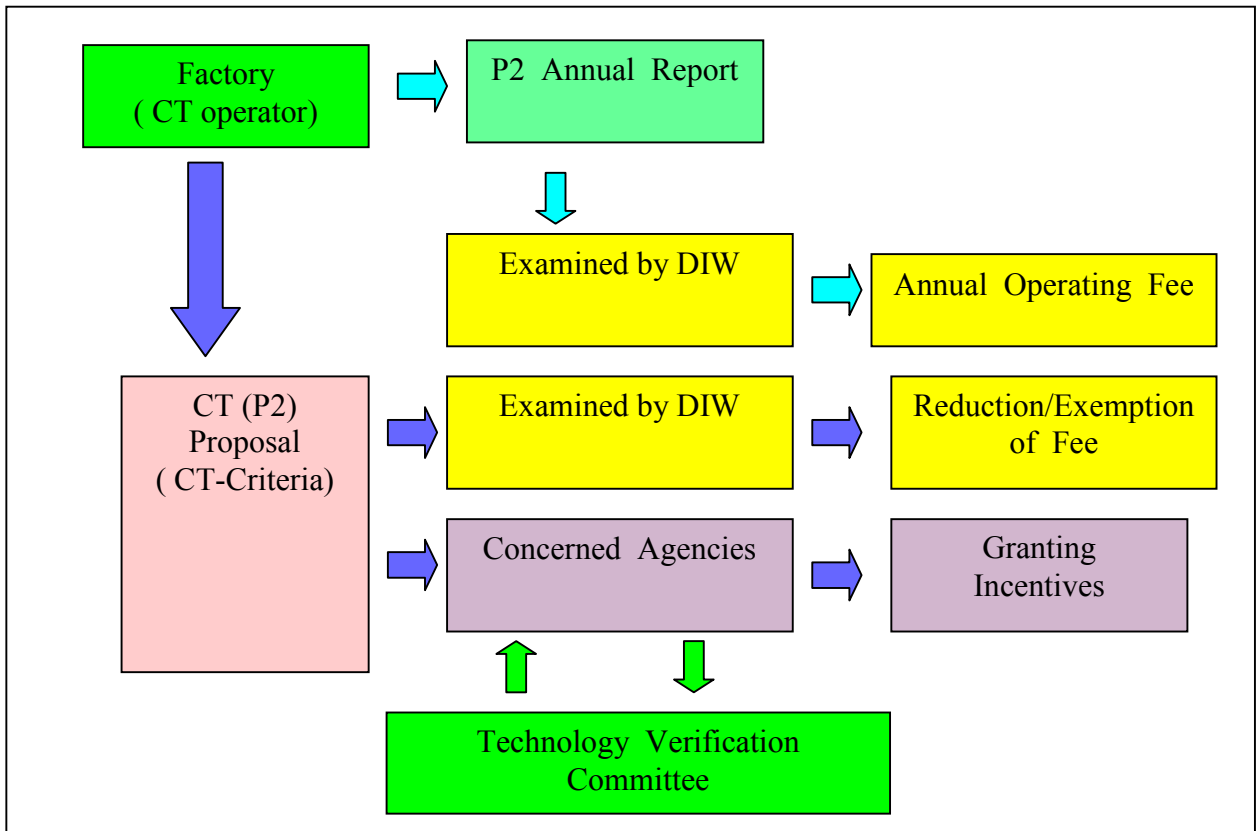 Factory
( CT operator)
P2 Annual Report
Examined by DIW
Annual Operating Fee
CT (P2)
Proposal
( CT-Criteria)
Examined by DIW
Reduction/Exemption
of Fee
Concerned Agencies
Granting
Incentives
Technology Verification
Committee